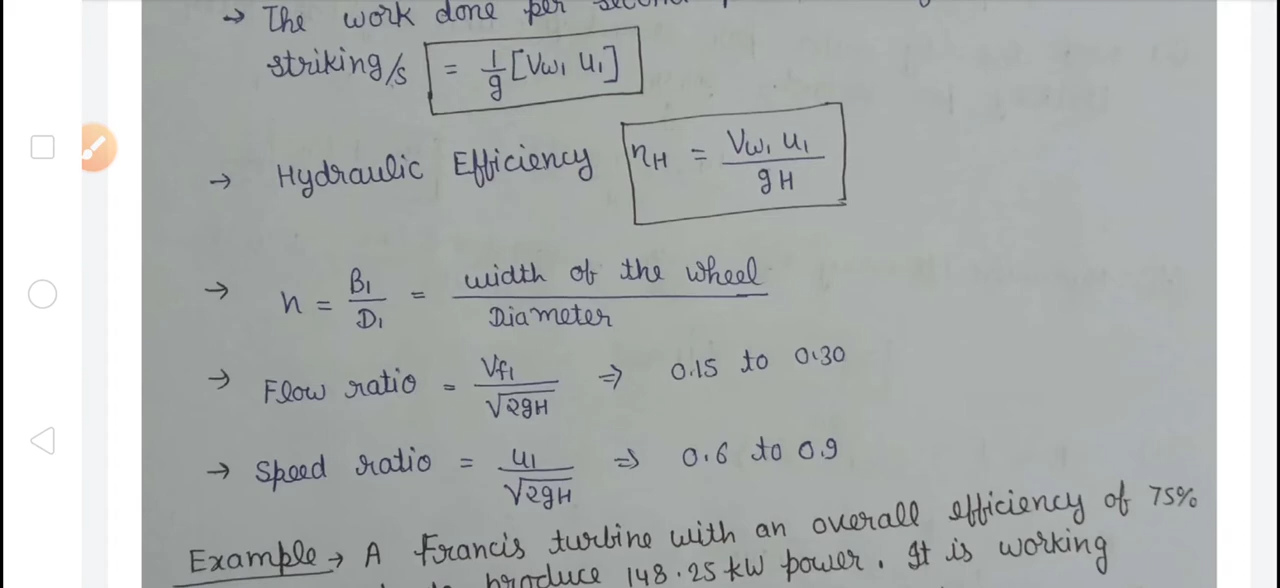 → The work done per second
striking/s = 1/g [Vw1 u1]
→ Hydraulic Efficiency ηH = Vw1 u1 / gH
→ n = B1/D1 = width of the wheel / Diameter
→ Flow ratio = Vf1/√2gH ⇒ 0.15 to 0.30
→ Speed ratio = u1/√2gH ⇒ 0.6 to 0.9
Example → A Francis turbine with an overall efficiency of 75%
produce 148.25 kW power. It is working